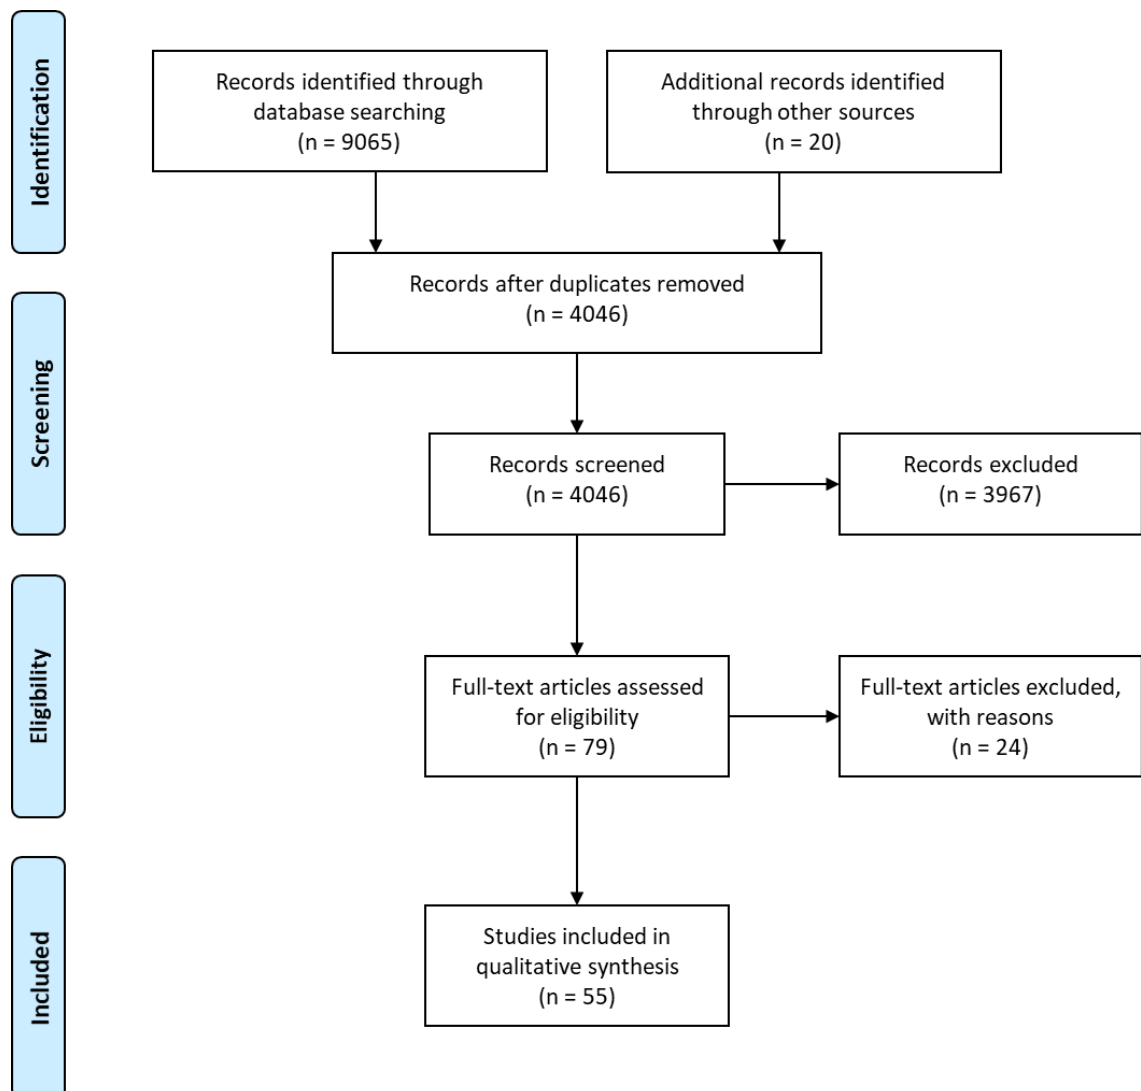 Identification
Records identified through
database searching
(n = 9065)
Additional records identified
through other sources
(n = 20)
Records after duplicates removed
(n = 4046)
Screening
Records screened
(n = 4046)
Records excluded
(n = 3967)
Eligibility
Full-text articles assessed
for eligibility
(n = 79)
Full-text articles excluded,
with reasons
(n = 24)
Included
Studies included in
qualitative synthesis
(n = 55)